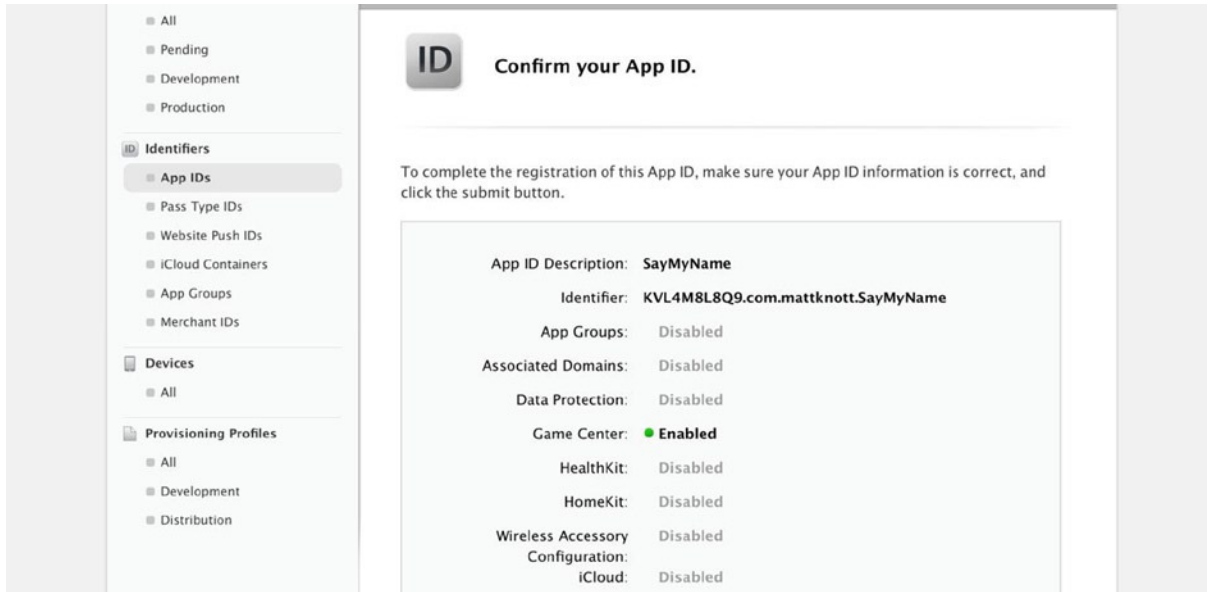 All
Pending
Development
Production
ID Identifiers
App IDs
Pass Type IDs
Website Push IDs
iCloud Containers
App Groups
Merchant IDs
Devices
All
Provisioning Profiles
All
Development
Distribution
ID Confirm your App ID.
To complete the registration of this App ID, make sure your App ID information is correct, and
click the submit button.
App ID Description: SayMyName
Identifier: KVL4M8L8Q9.com.mattknott.SayMyName
App Groups: Disabled
Associated Domains: Disabled
Data Protection: Disabled
Game Center: Enabled
HealthKit: Disabled
HomeKit: Disabled
Wireless Accessory Disabled
Configuration:
iCloud: Disabled